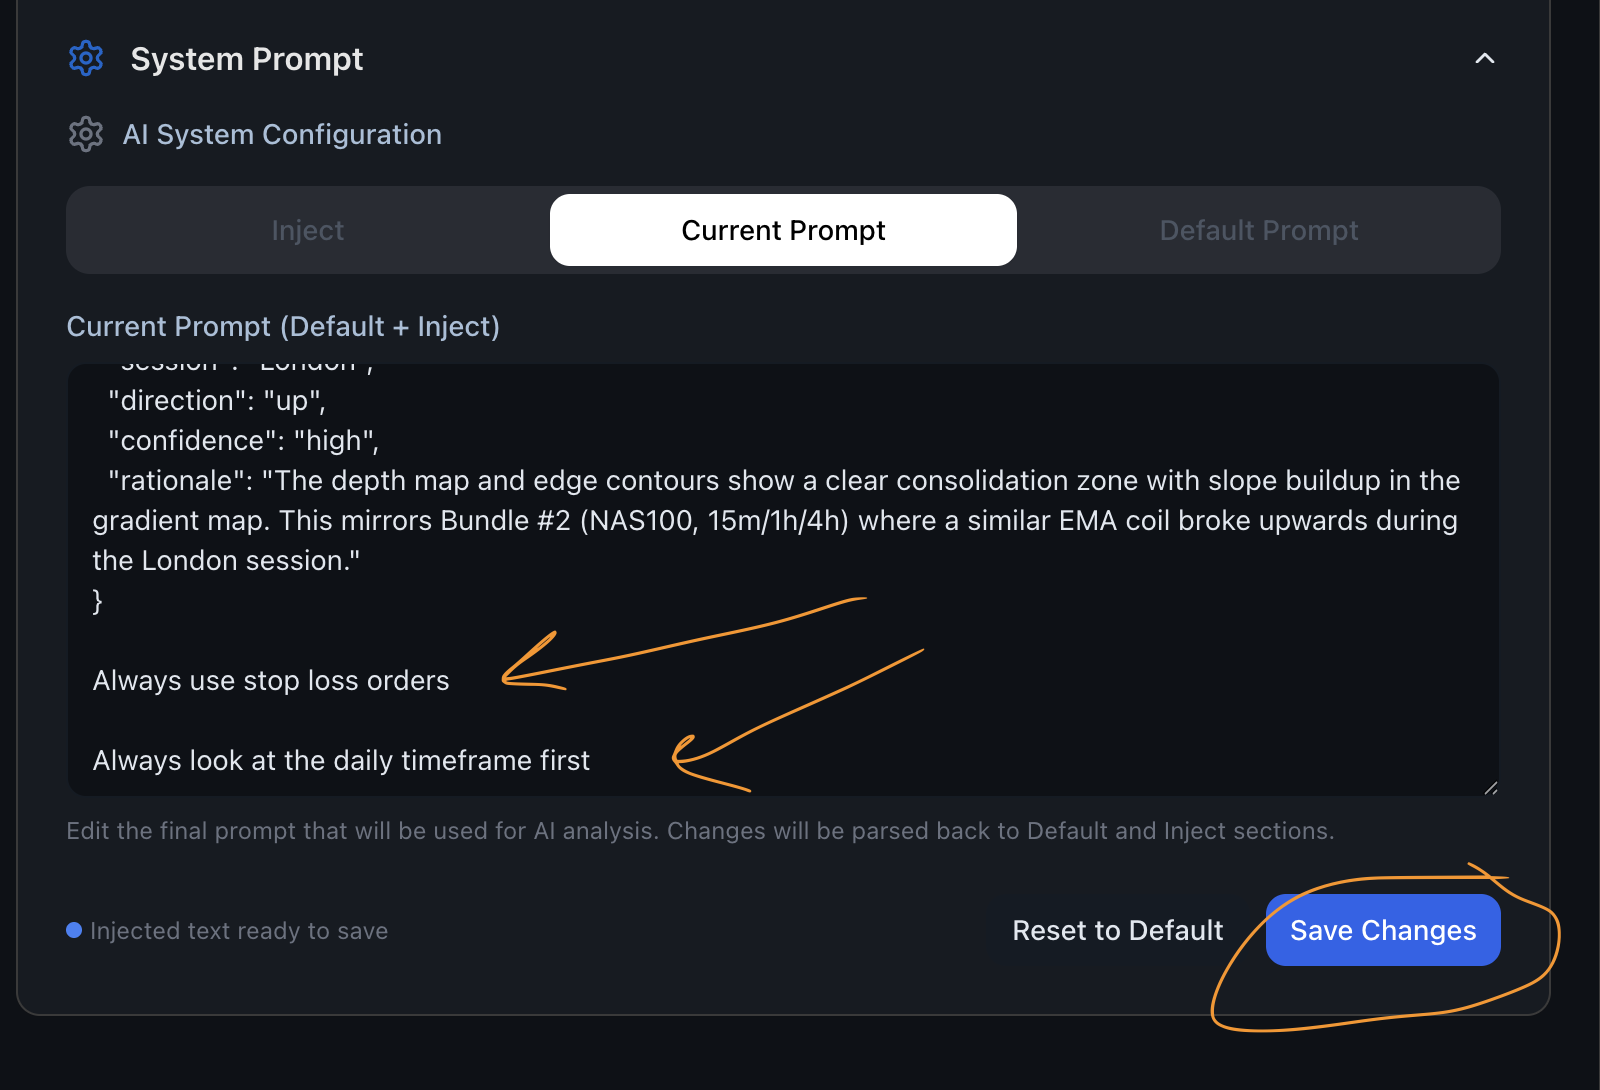 System Prompt
AI System Configuration
Inject
Current Prompt
Default Prompt
Current Prompt (Default + Inject)
"session": "London",
"direction": "up",
"confidence": "high",
"rationale": "The depth map and edge contours show a clear consolidation zone with slope buildup in the
gradient map. This mirrors Bundle #2 (NAS100, 15m/1h/4h) where a similar EMA coil broke upwards during
the London session."
}
Always use stop loss orders
Always look at the daily timeframe first
Edit the final prompt that will be used for AI analysis. Changes will be parsed back to Default and Inject sections.
Injected text ready to save
Reset to Default
Save Changes